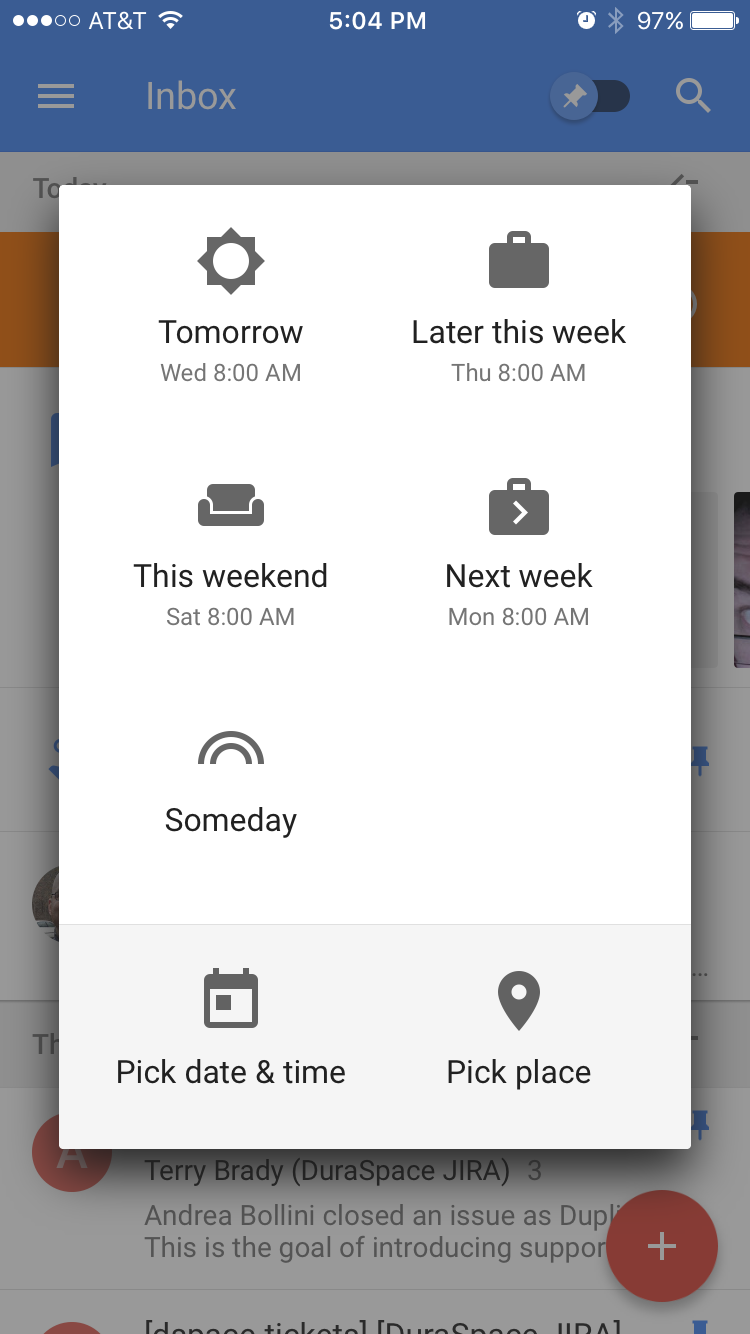 AT&T 5:04 PM 97%
Inbox
Today
Tomorrow Later this week
Wed 8:00 AM Thu 8:00 AM
This weekend Next week
Sat 8:00 AM Mon 8:00 AM
Someday
Pick date & time Pick place
Th
A
Terry Brady (DuraSpace JIRA) 3
Andrea Bollini closed an issue as Dupli
This is the goal of introducing suppor
[dspace-tickets] [DuraSpace JIRA]